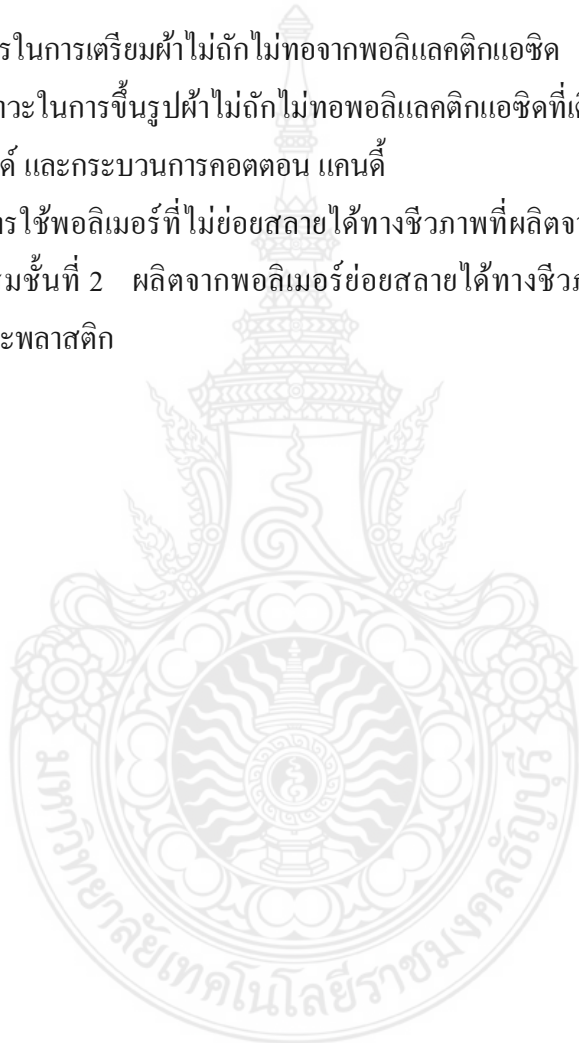 รในการเตรียมผ้าไม่ถักไม่ทอจากพอลิแลคติกแอซิด
าวะในการขึ้นรูปผ้าไม่ถักไม่ทอพอลิแลคติกแอซิดที่เ
ด์ และกระบวนการคอตตอน แคนดี้
ารใช้พอลิเมอร์ที่ไม่ย่อยสลายได้ทางชีวภาพที่ผลิตจา
รมชั้นที่ 2 ผลิตจากพอลิเมอร์ย่อยสลายได้ทางชีว
ะพลาสติก
มหาวิทยาลัยเทคโนโลยีราชมงคลธัญบุรี